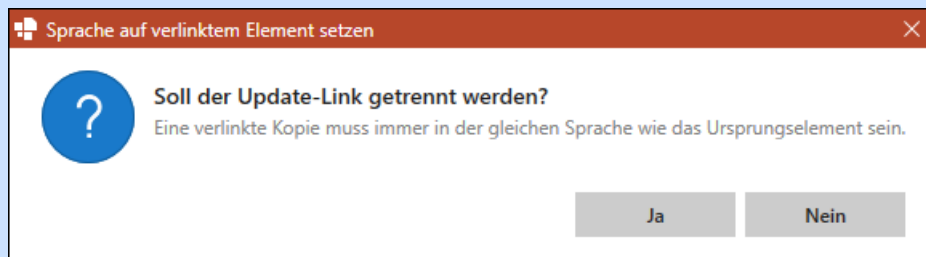 Sprache auf verlinktem Element setzen
Soll der Update-Link getrennt werden?
Eine verlinkte Kopie muss immer in der gleichen Sprache wie das Ursprungselement sein.
Ja
Nein